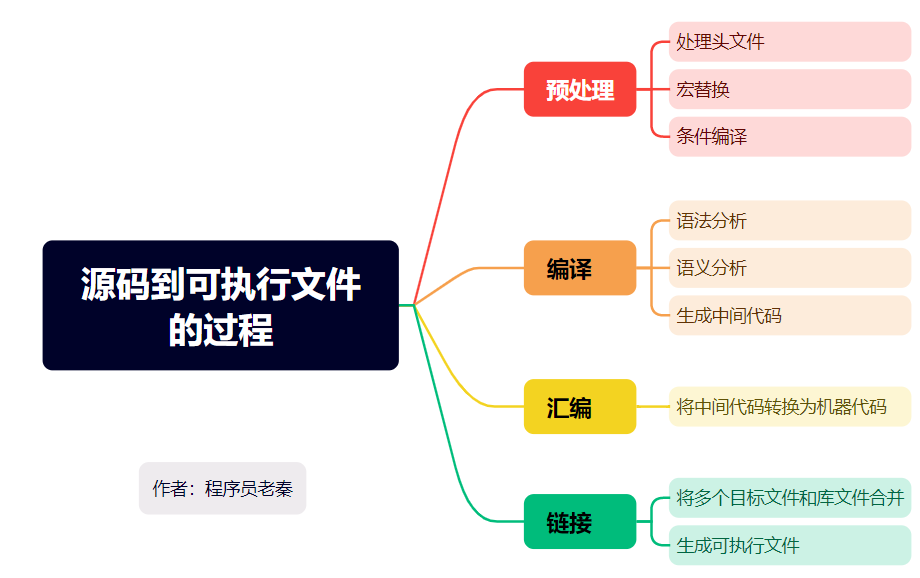 源码到可执行文件
的过程
预处理
处理头文件
宏替换
条件编译
编译
语法分析
语义分析
生成中间代码
汇编
将中间代码转换为机器代码
链接
将多个目标文件和库文件合并
生成可执行文件
作者：程序员老秦